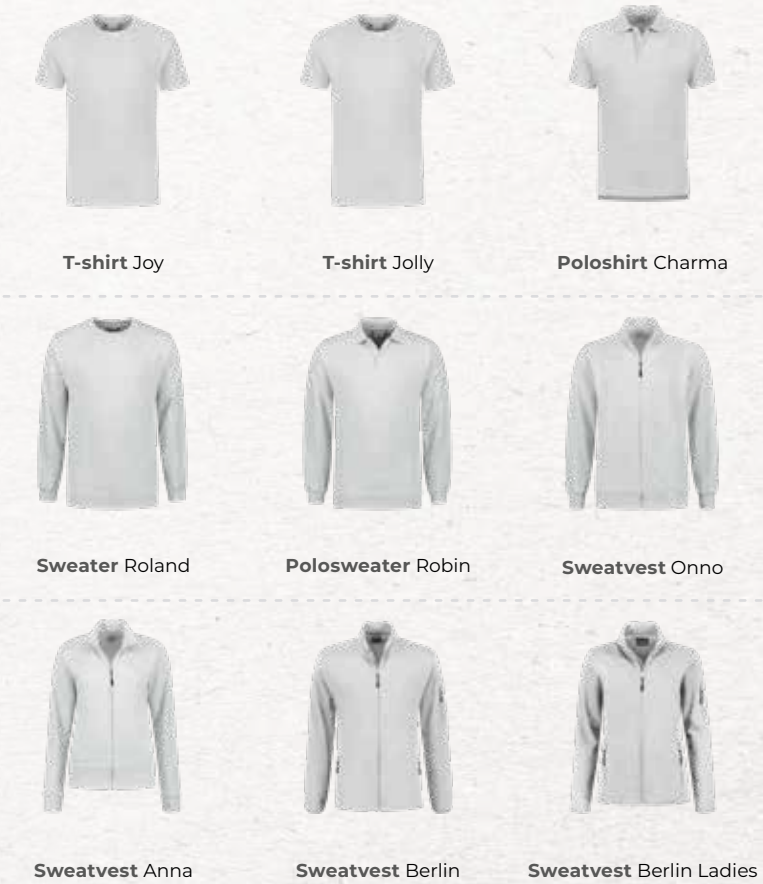 T-shirt Joy
T-shirt Jolly
Poloshirt Charma
Sweater Roland
Polosweater Robin
Sweatvest Onno
Sweatvest Anna
Sweatvest Berlin
Sweatvest Berlin Ladies